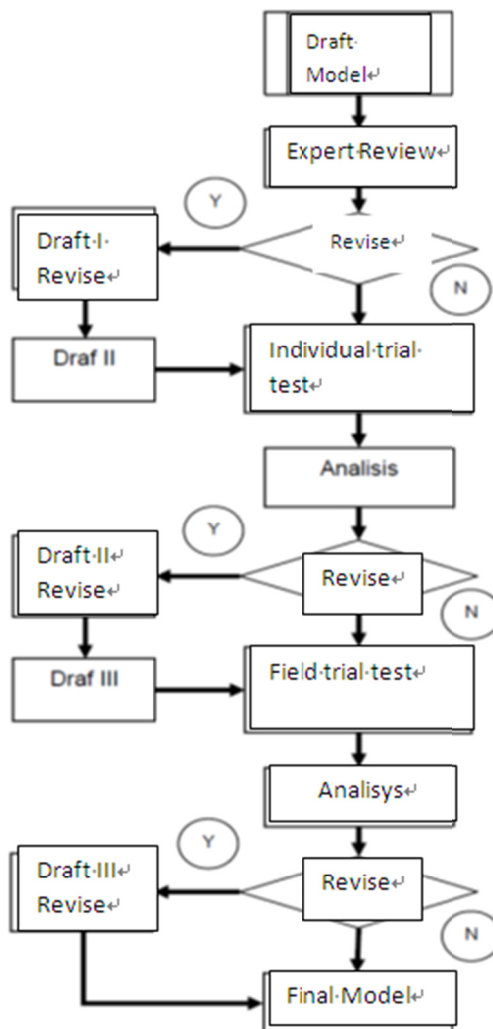 Draft
Model
Expert Review
Y
Revise
Draft I
Revise
N
Draf II
Individual trial
test
Analisis
Y
Draft II
Revise
Revise
N
Draf III
Field trial test
Analisys
Y
Draft III
Revise
Revise
N
Final Model